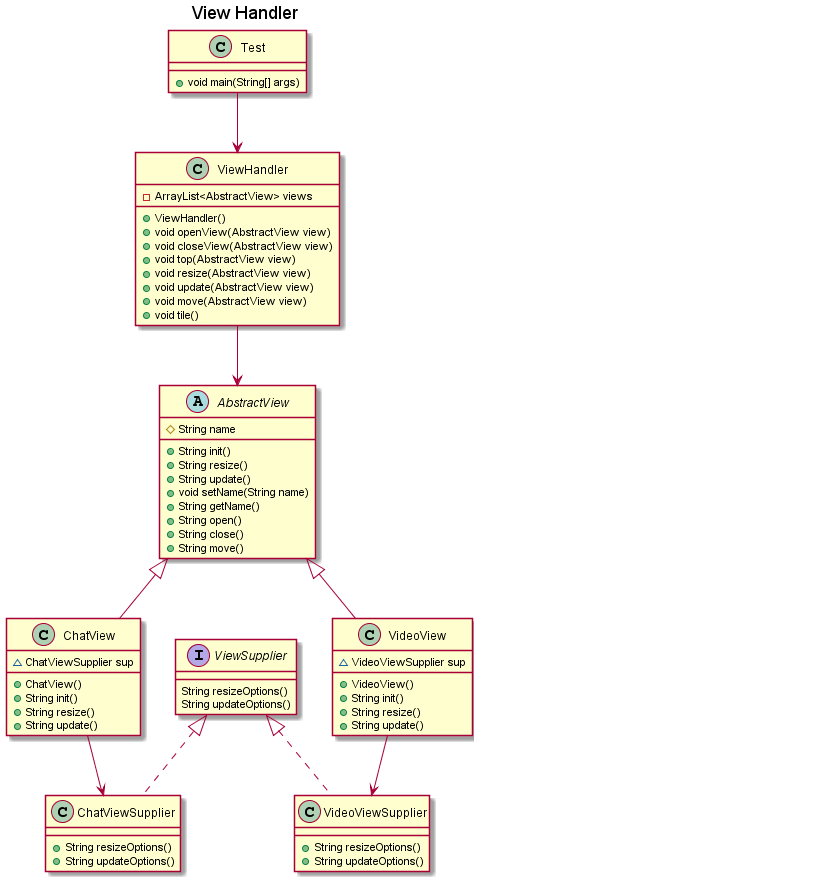 View Handler
C Test
void main(String[] args)
C ViewHandler
ArrayList<AbstractView> views
ViewHandler()
void openView(AbstractView view)
void closeView(AbstractView view)
void top(AbstractView view)
void resize(AbstractView view)
void update(AbstractView view)
void move(AbstractView view)
void tile()
A AbstractView
String name
String init()
String resize()
String update()
void setName(String name)
String getName()
String open()
String close()
String move()
C ChatView
ChatViewSupplier sup
ChatView()
String init()
String resize()
String update()
I ViewSupplier
String resizeOptions()
String updateOptions()
C VideoView
VideoViewSupplier sup
VideoView()
String init()
String resize()
String update()
C ChatViewSupplier
String resizeOptions()
String updateOptions()
C VideoViewSupplier
String resizeOptions()
String updateOptions()